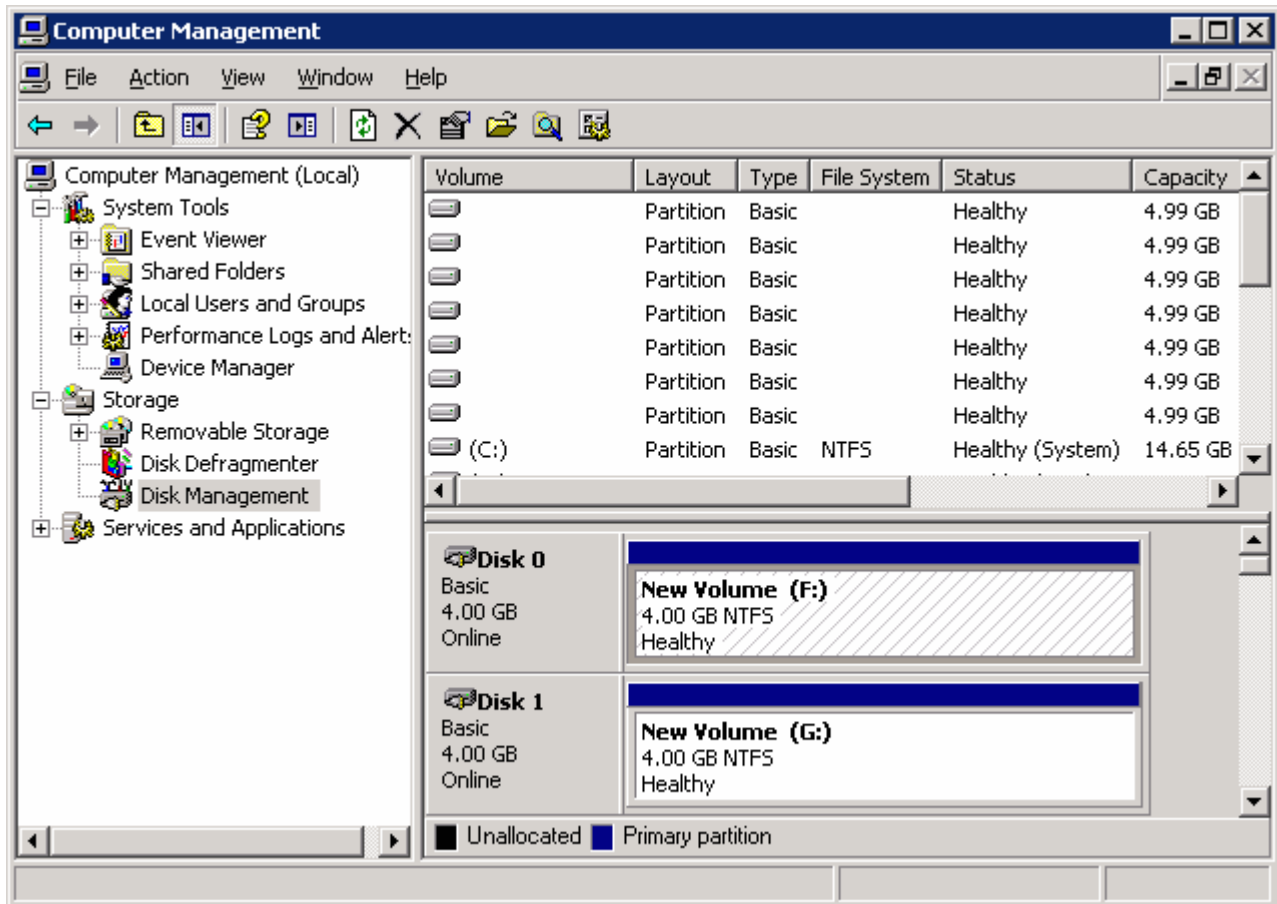 Computer Management
File Action View Window Help
Computer Management (Local)
System Tools
Event Viewer
Shared Folders
Local Users and Groups
Performance Logs and Alert
Device Manager
Storage
Removable Storage
Disk Defragmenter
Disk Management
Services and Applications
Volume Layout Type File System Status Capacity
Partition Basic Healthy 4.99 GB
Partition Basic Healthy 4.99 GB
Partition Basic Healthy 4.99 GB
Partition Basic Healthy 4.99 GB
Partition Basic Healthy 4.99 GB
Partition Basic Healthy 4.99 GB
Partition Basic Healthy 4.99 GB
(C:) Partition Basic NTFS Healthy (System) 14.65 GB
Disk 0
Basic
4.00 GB
Online
New Volume (F:)
4.00 GB NTFS
Healthy
Disk 1
Basic
4.00 GB
Online
New Volume (G:)
4.00 GB NTFS
Healthy
Unallocated Primary partition